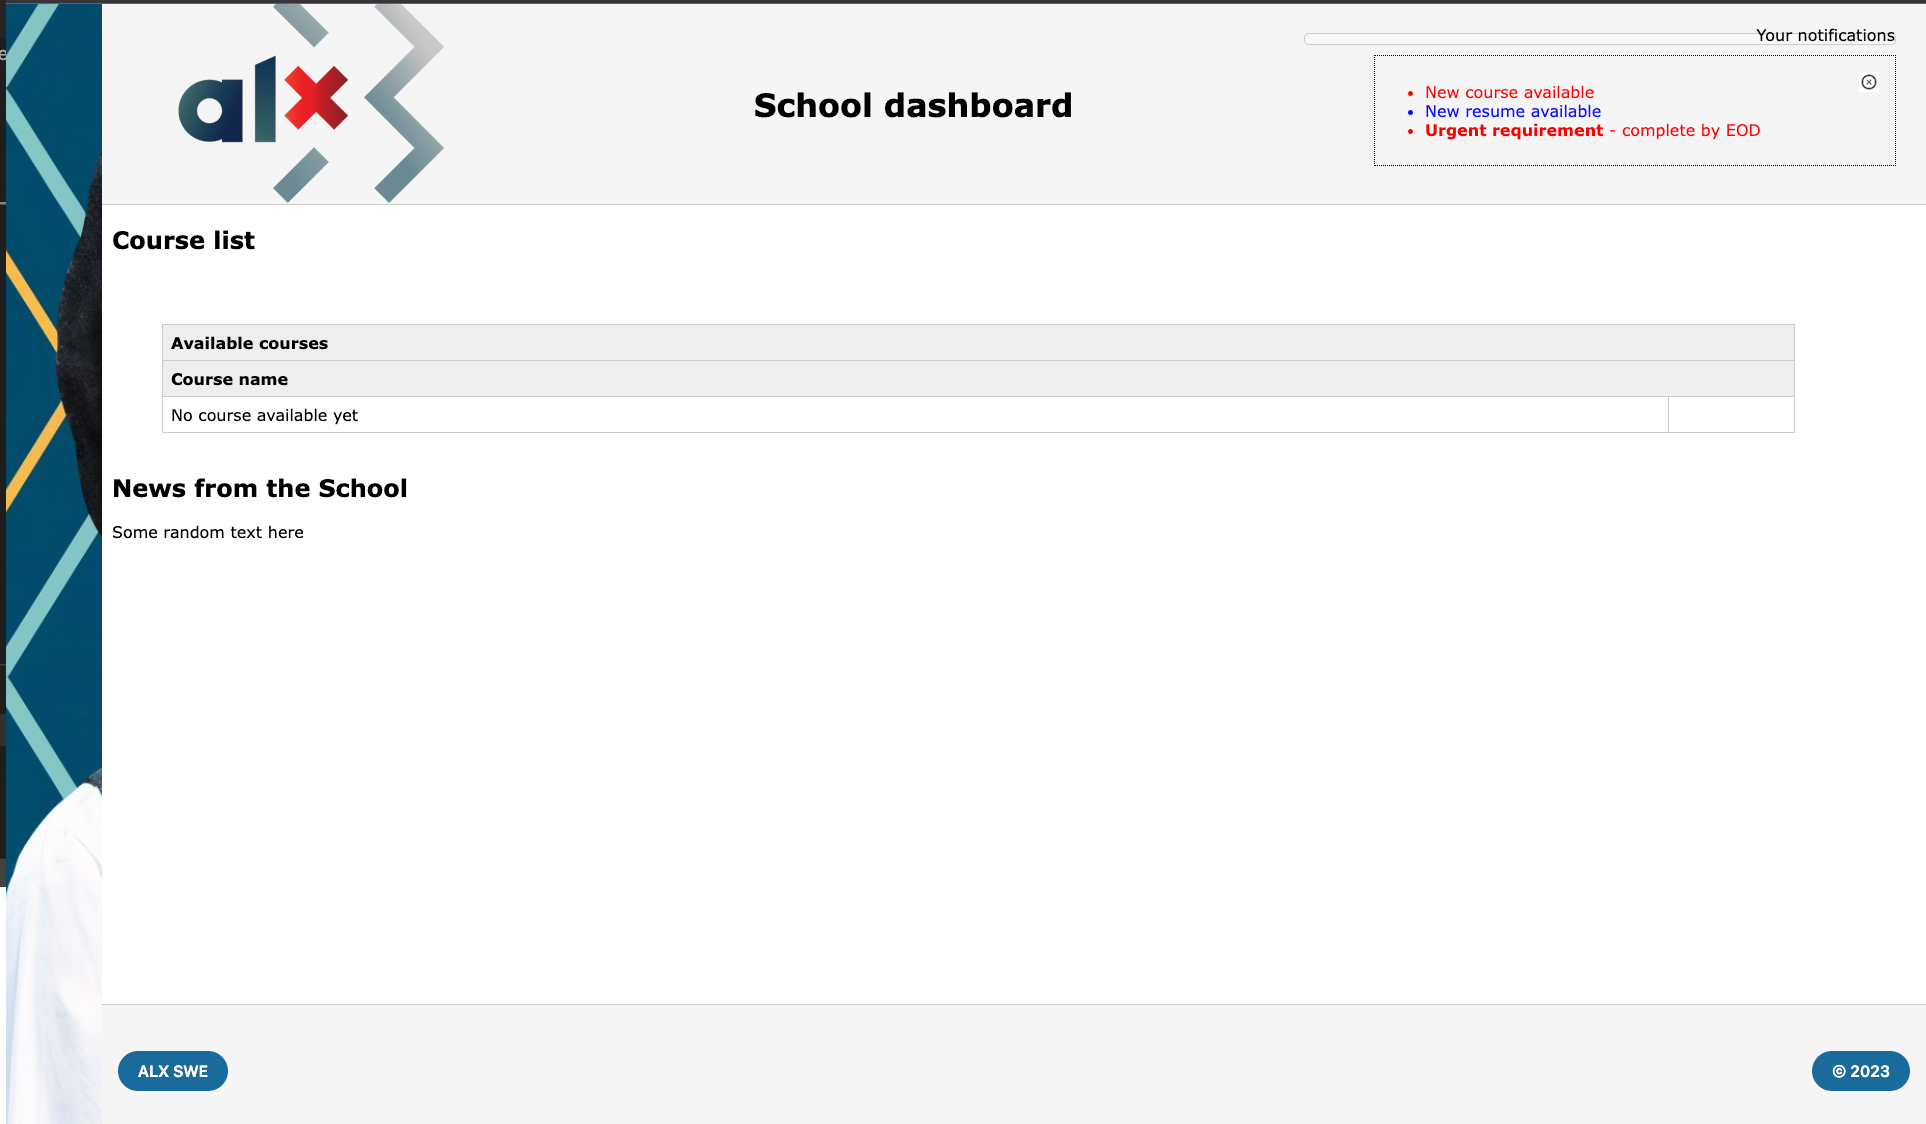 alx
School dashboard
Your notifications
New course available
New resume available
Urgent requirement - complete by EOD
Course list
Available courses
Course name
No course available yet
News from the School
Some random text here
ALX SWE
© 2023